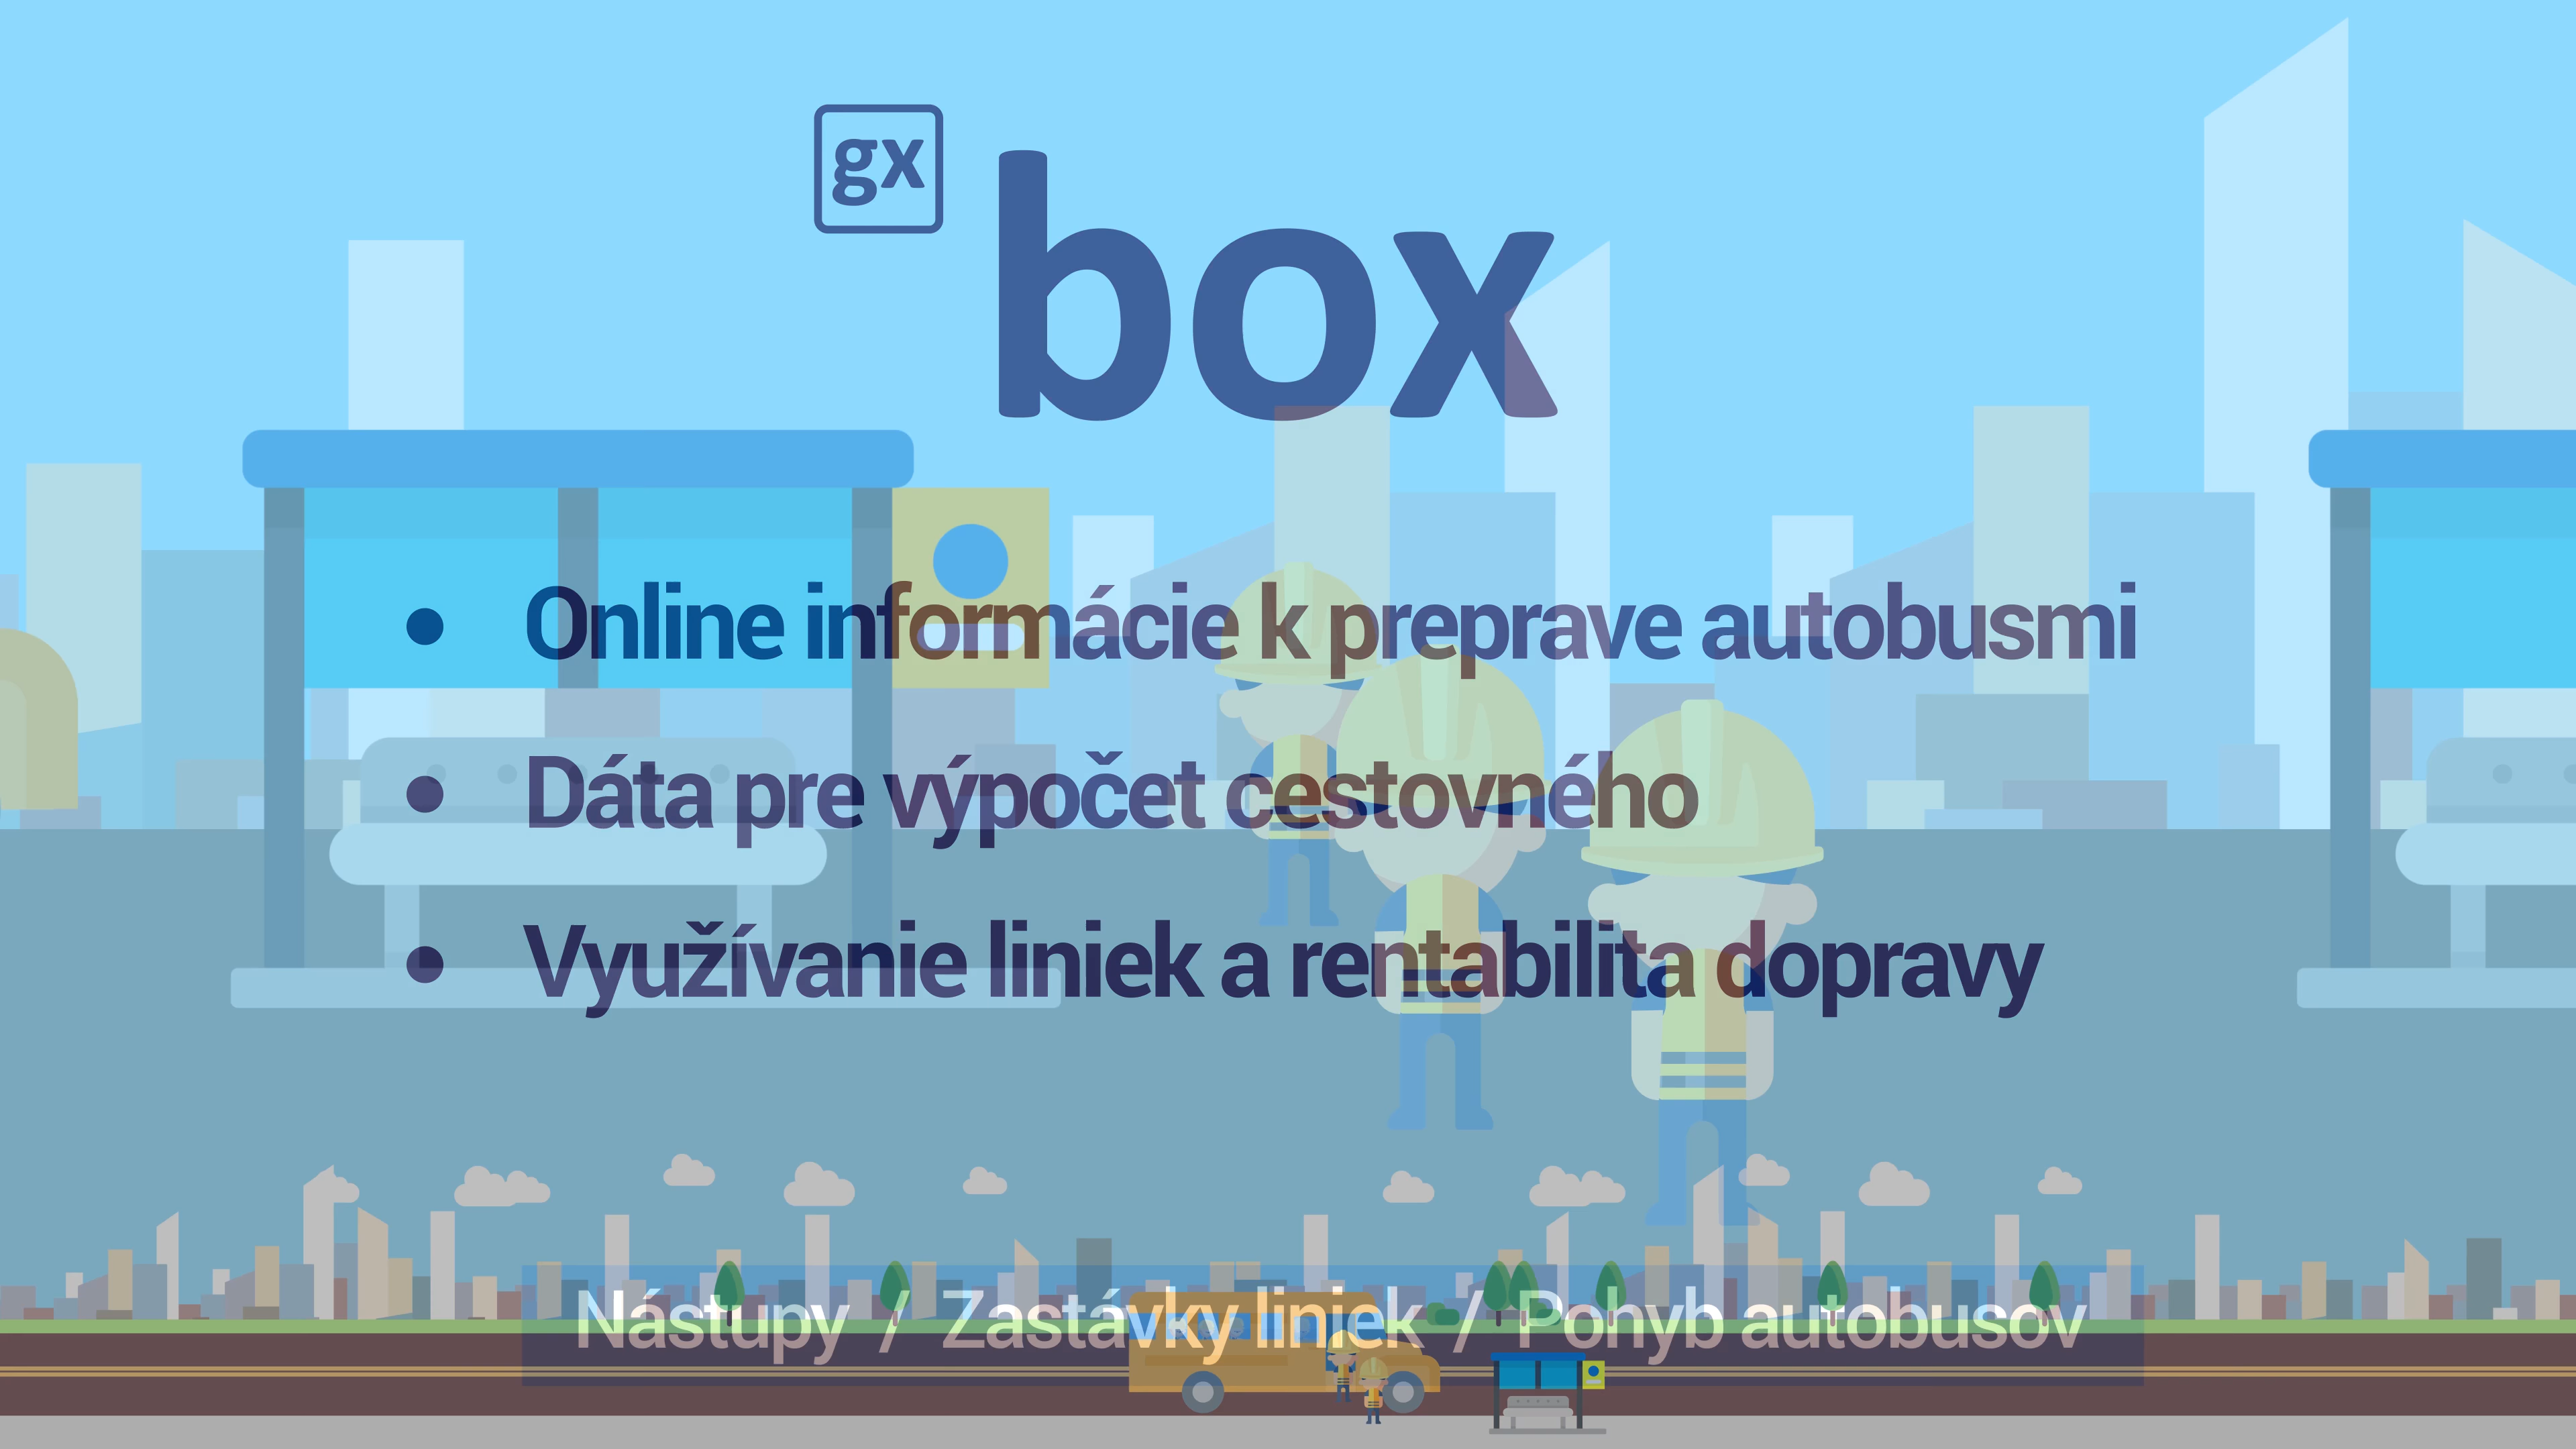 gx
box
• Online informácie k preprave autobusmi
• Dáta pre výpočet cestovného
• Využívanie liniek a rentabilita dopravy
Nástupy / Zastávky liniek / Pohyb autobusov